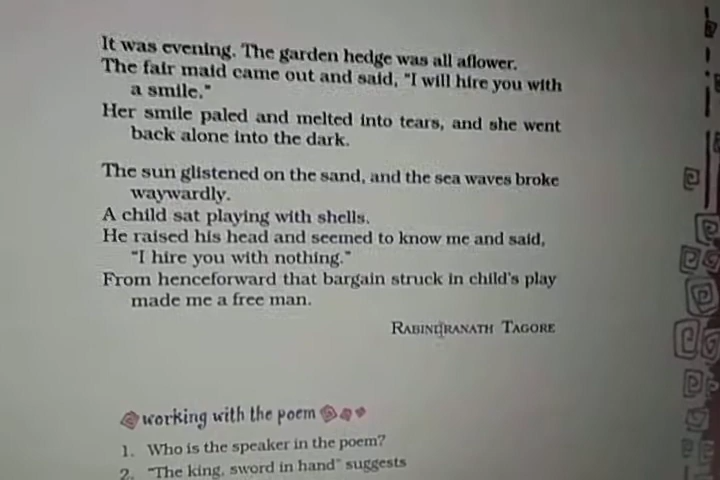 It was evening. The garden hedge was all aflower.
The fair maid came out and said, "I will hire you with
a smile."
Her smile paled and melted into tears, and she went
back alone into the dark.
The sun glistened on the sand, and the sea waves broke
waywardly.
A child sat playing with shells.
He raised his head and seemed to know me and said,
"I hire you with nothing."
From henceforward that bargain struck in child's play
made me a free man.
RABINDRANATH TAGORE
working with the poem
1. Who is the speaker in the poem?
2. "The king, sword in hand" suggests